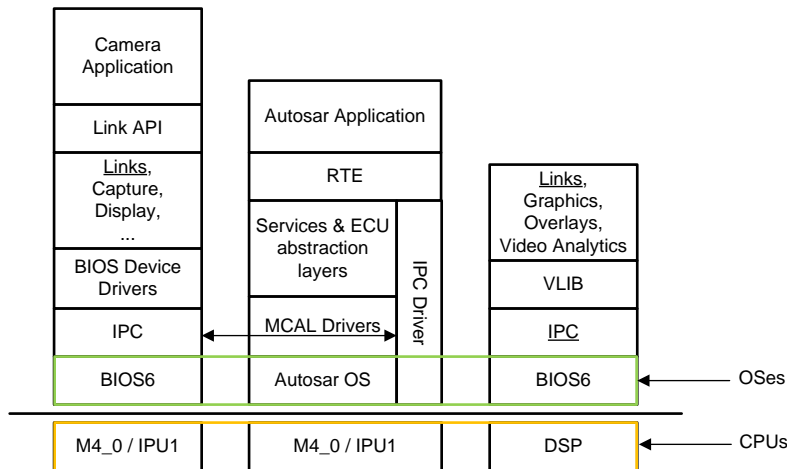 Camera
Application
Link API
Links,
Capture,
Display,
...
BIOS Device
Drivers
IPC
BIOS6
M4_0 / IPU1
Autosar Application
RTE
Services & ECU
abstraction
layers
IPC Driver
MCAL Drivers
Autosar OS
M4_0 / IPU1
Links,
Graphics,
Overlays,
Video Analytics
VLIB
IPC
BIOS6
DSP
OSes
CPUs